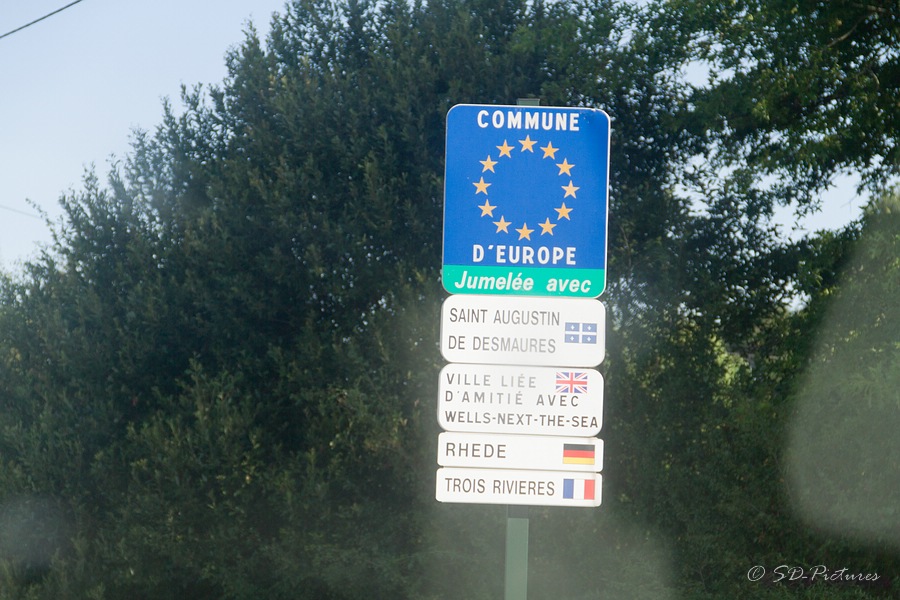 COMMUNE
D'EUROPE
Jumelée avec
SAINT AUGUSTIN
DE DESMAURES
VILLE LIÉE
D'AMITIÉ AVEC
WELLS-NEXT-THE-SEA
RHEDE
TROIS RIVIERES
© SD-Pictures